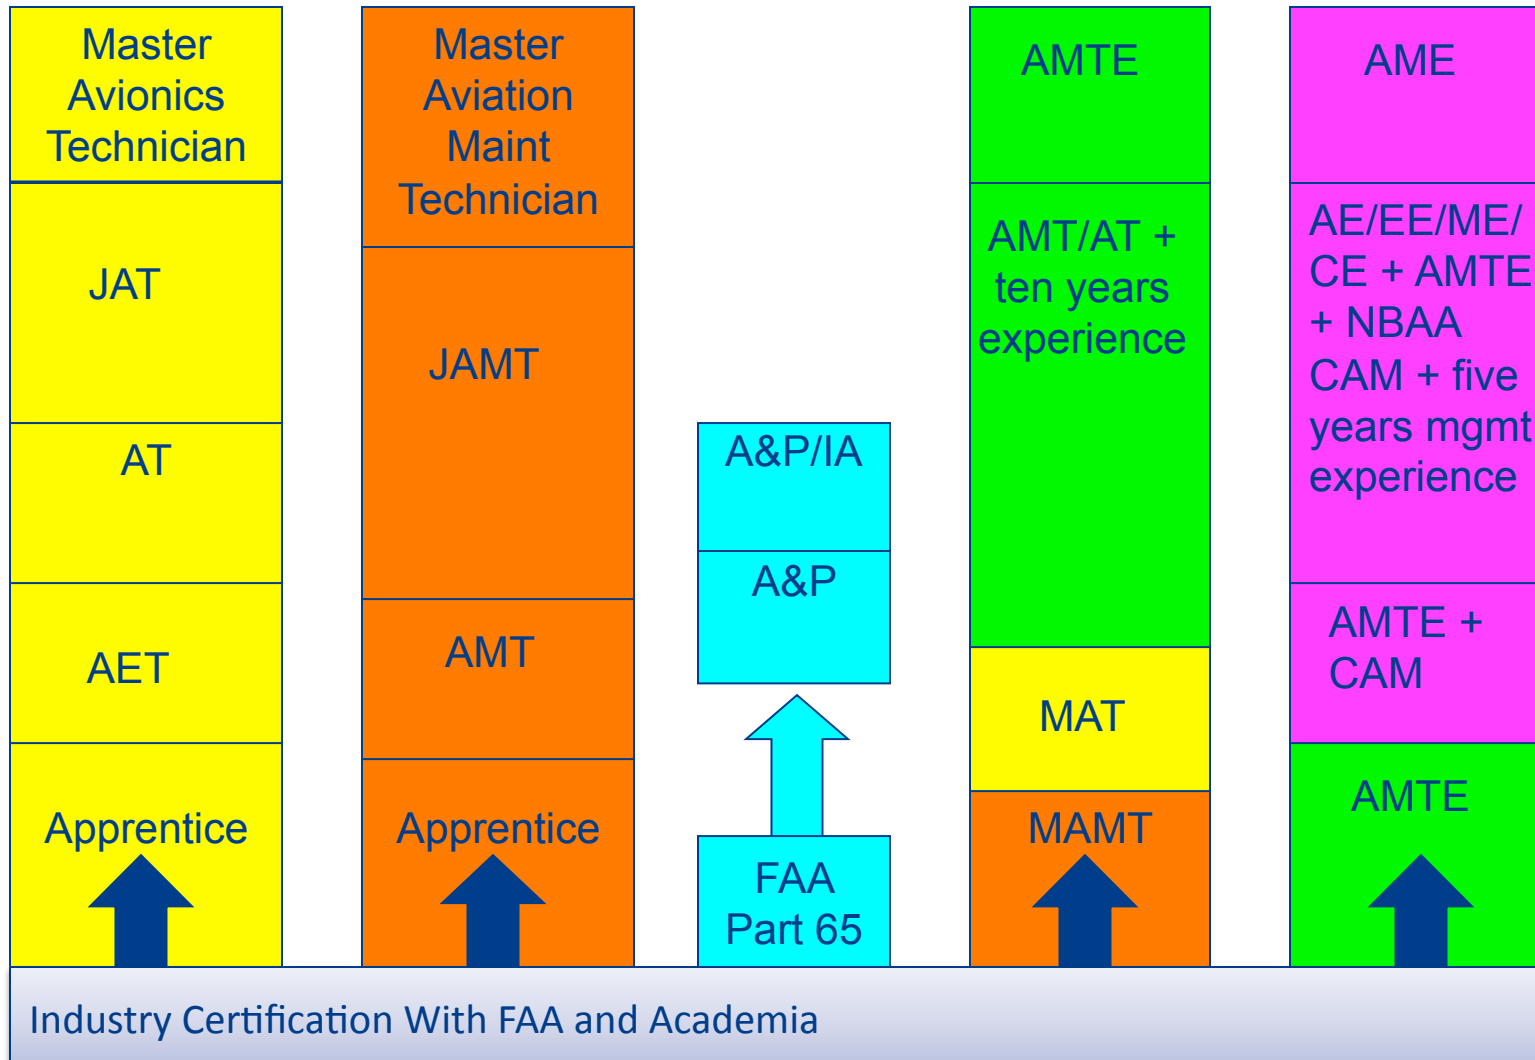 Master
Avionics
Technician
JAT
AT
AET
Apprentice
Master
Aviation
Maint
Technician
JAMT
AMT
Apprentice
A&P/IA
A&P
FAA
Part 65
AMTE
AMT/AT +
ten years
experience
MAT
MAMT
AME
AE/EE/ME/
CE + AMTE
+ NBAA
CAM + five
years mgmt
experience
AMTE +
CAM
AMTE
Industry Certification With FAA and Academia